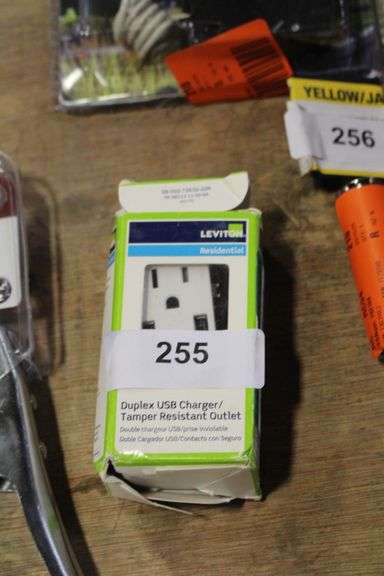 YELLOW/JA
256
LEVITON
Residential
255
Duplex USB Charger/
Tamper Resistant Outlet
Double chargeur USB/prise inviolable
Doble Cargador USB/Contacto con Seguro